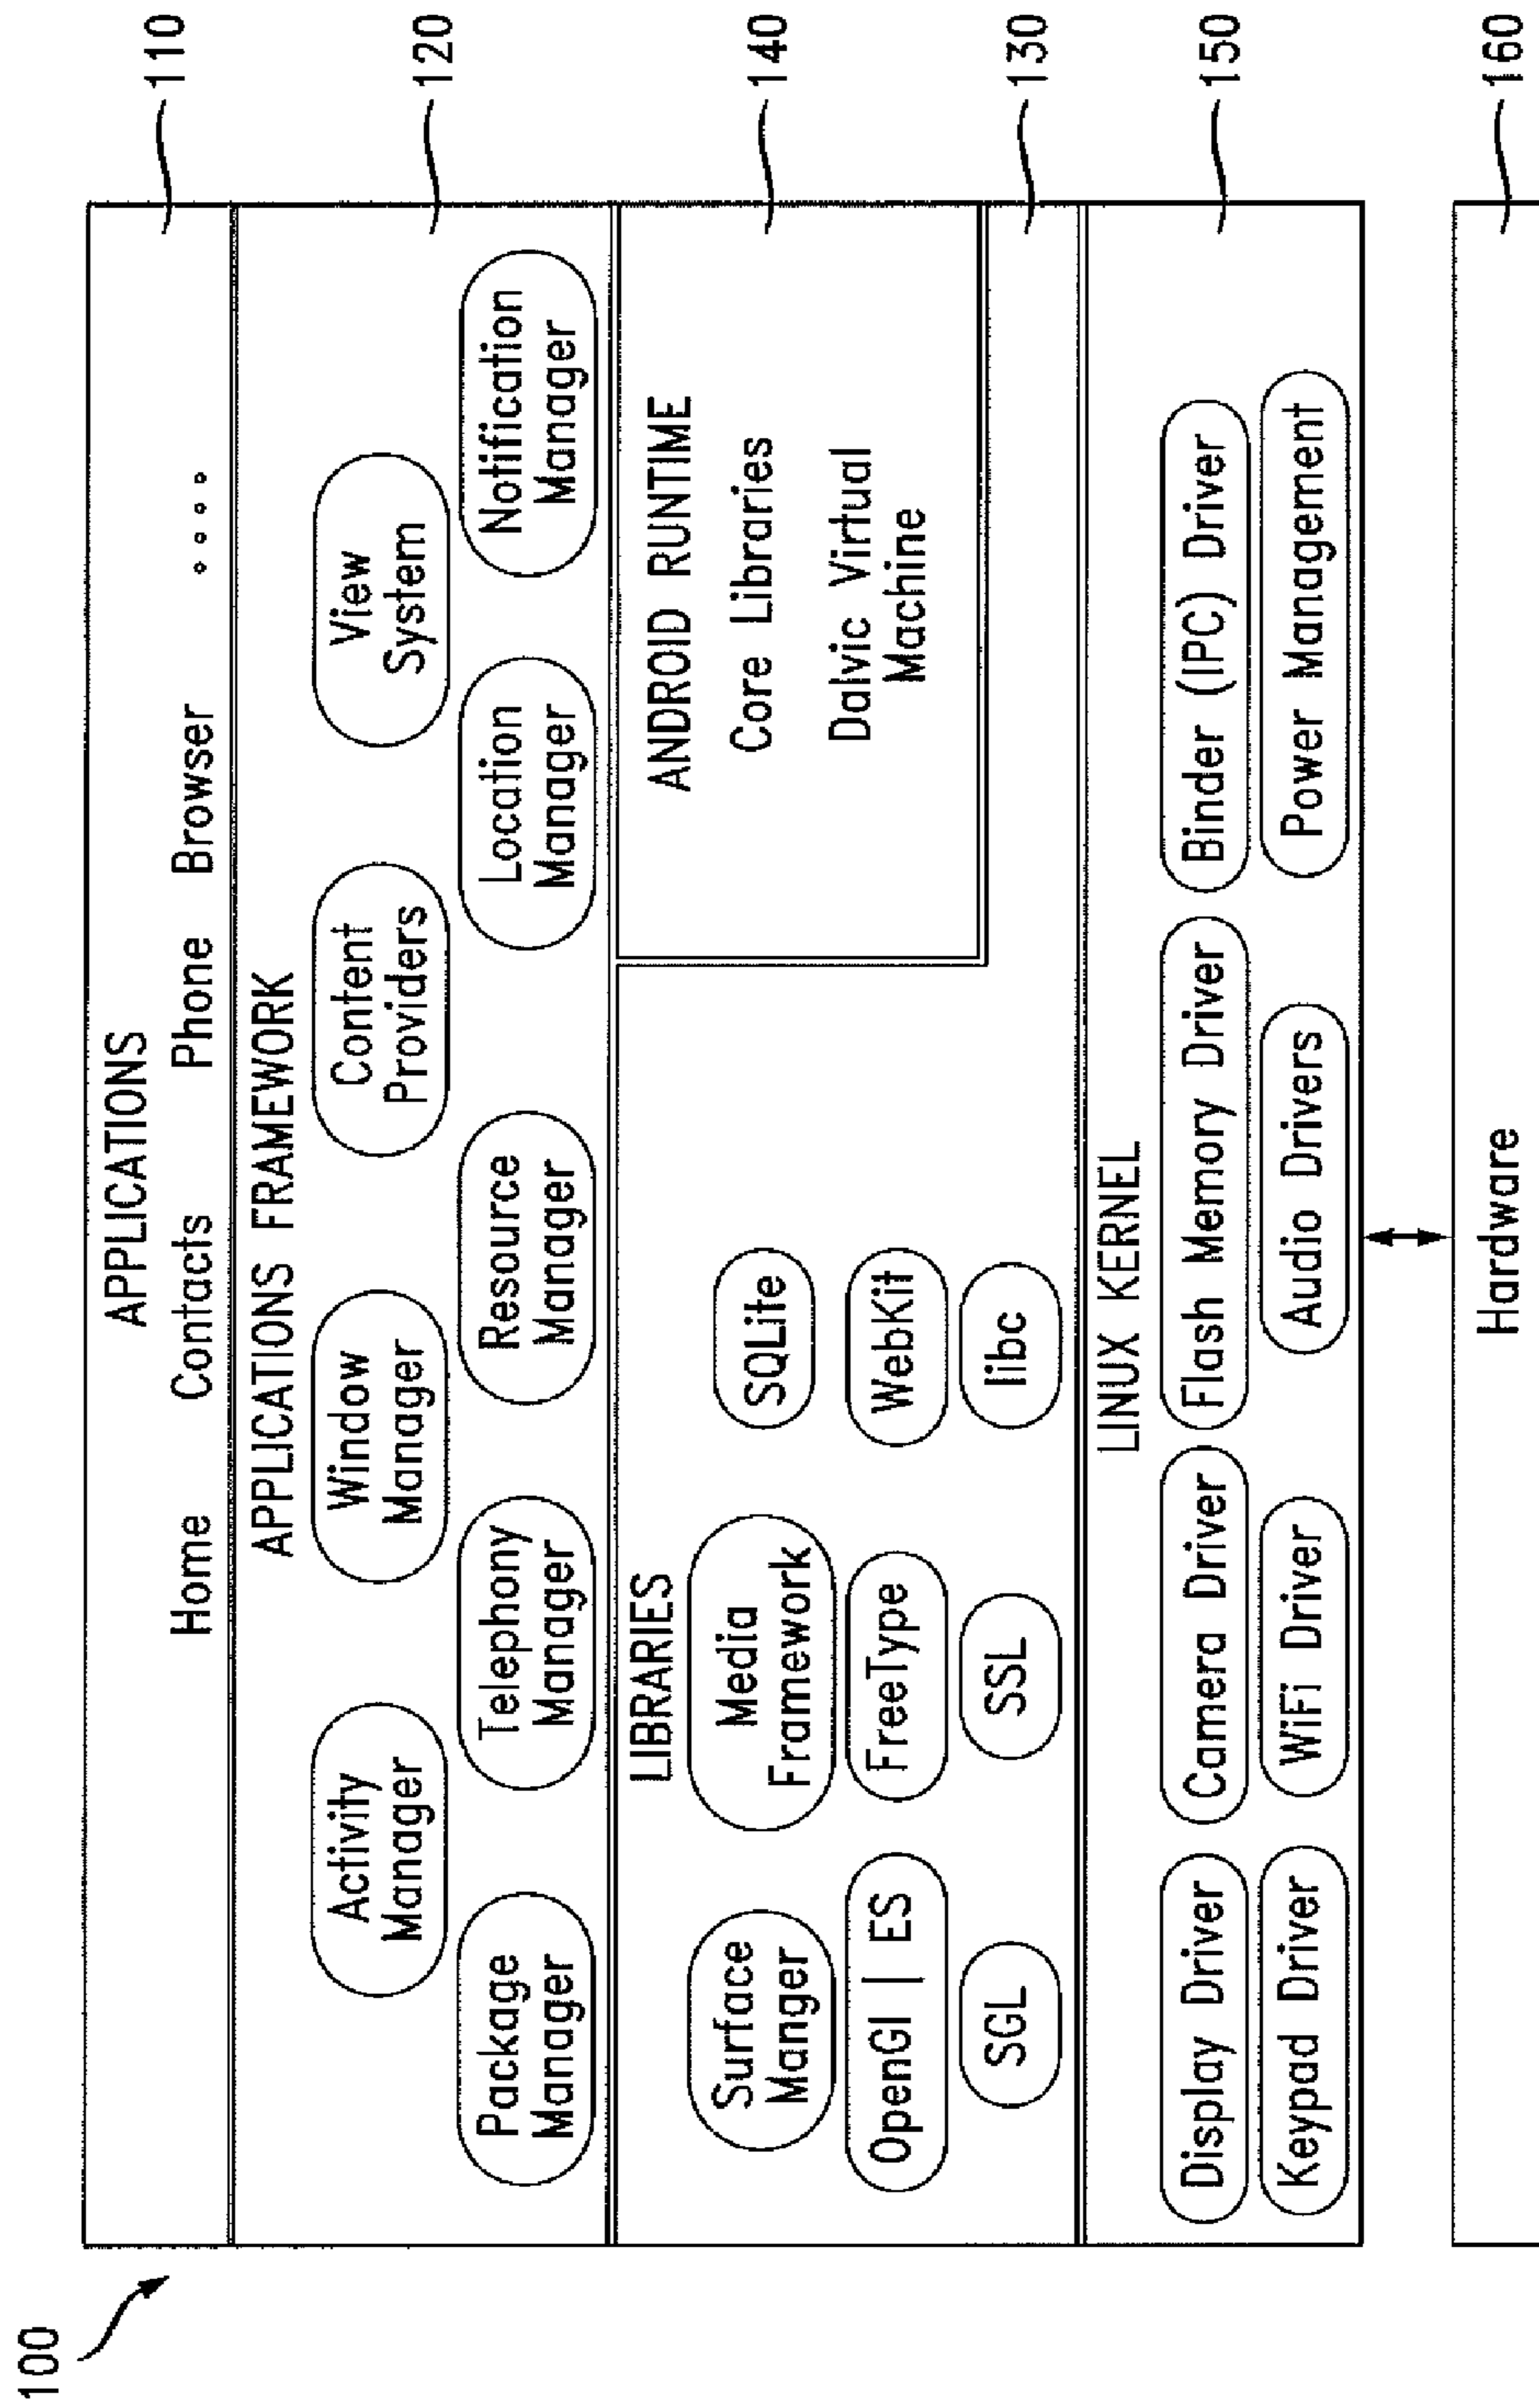 100
APPLICATIONS
Home Contacts Phone Browser
110
APPLICATIONS FRAMEWORK
120
Activity
Manager
Window
Manager
Content
Providers
View
System
Package
Manager
Telephony
Manager
Resource
Manager
Location
Manager
Notification
Manager
LIBRARIES
Surface
Manger
Media
Framework
SQLite
OpenGl | ES
FreeType
WebKit
SGL
SSL
libc
ANDROID RUNTIME
Core Libraries
Dalvic Virtual
Machine
140
130
LINUX KERNEL
150
Display Driver
Camera Driver
Flash Memory Driver
Binder (IPC) Driver
Keypad Driver
WiFi Driver
Audio Drivers
Power Management
Hardware
160